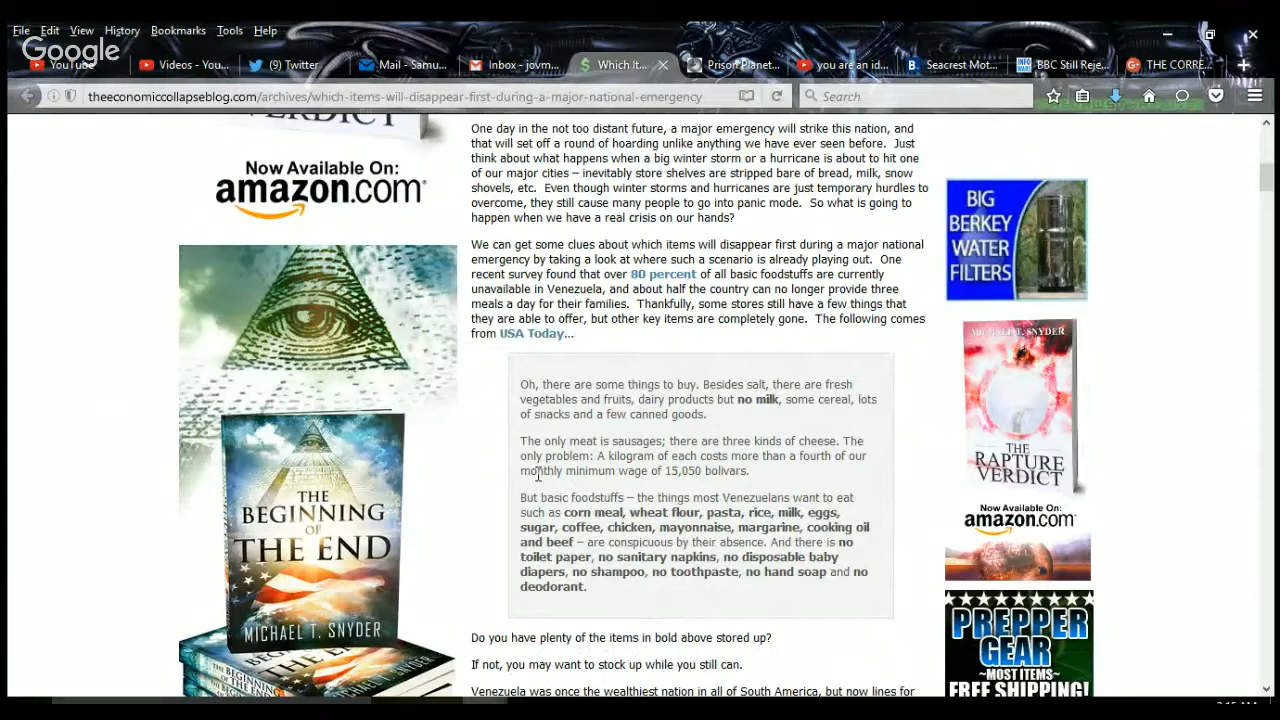 File Edit View History Bookmarks Tools Help
Google
YouTube
Videos - You...
(9) Twitter
Mail - Samu...
Inbox - jovm...
Which It...
Prison Planet...
you are an id...
Seacrest Mot...
BBC Still Reje...
THE CORRE...
theeconomiccollapseblog.com/archives/which-items-will-disappear-first-during-a-major-national-emergency
Search
VERDICT
Now Available On:
amazon.com
THE
BEGINNING
OF
THE END
MICHAEL T. SNYDER
One day in the not too distant future, a major emergency will strike this nation, and
that will set off a round of hoarding unlike anything we have ever seen before. Just
think about what happens when a big winter storm or a hurricane is about to hit one
of our major cities – inevitably store shelves are stripped bare of bread, milk, snow
shovels, etc. Even though winter storms and hurricanes are just temporary hurdles to
overcome, they still cause many people to go into panic mode. So what is going to
happen when we have a real crisis on our hands?
We can get some clues about which items will disappear first during a major national
emergency by taking a look at where such a scenario is already playing out. One
recent survey found that over 80 percent of all basic foodstuffs are currently
unavailable in Venezuela, and about half the country can no longer provide three
meals a day for their families. Thankfully, some stores still have a few things that
they are able to offer, but other key items are completely gone. The following comes
from USA Today...
Oh, there are some things to buy. Besides salt, there are fresh
vegetables and fruits, dairy products but no milk, some cereal, lots
of snacks and a few canned goods.
The only meat is sausages; there are three kinds of cheese. The
only problem: A kilogram of each costs more than a fourth of our
monthly minimum wage of 15,050 bolivars.
But basic foodstuffs – the things most Venezuelans want to eat
such as corn meal, wheat flour, pasta, rice, milk, eggs,
sugar, coffee, chicken, mayonnaise, margarine, cooking oil
and beef – are conspicuous by their absence. And there is no
toilet paper, no sanitary napkins, no disposable baby
diapers, no shampoo, no toothpaste, no hand soap and no
deodorant.
Do you have plenty of the items in bold above stored up?
If not, you may want to stock up while you still can.
Venezuela was once the wealthiest nation in all of South America, but now lines for
BIG
BERKEY
WATER
FILTERS
MICHAEL T. SNYDER
THE
RAPTURE
VERDICT
Now Available On:
amazon.com
PREPPER
GEAR
~MOST ITEMS~
FREE SHIPPING!